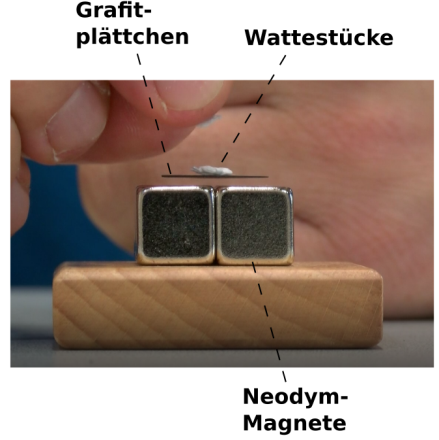 Grafit-
plättchen
Wattestücke
Neodym-
Magnete